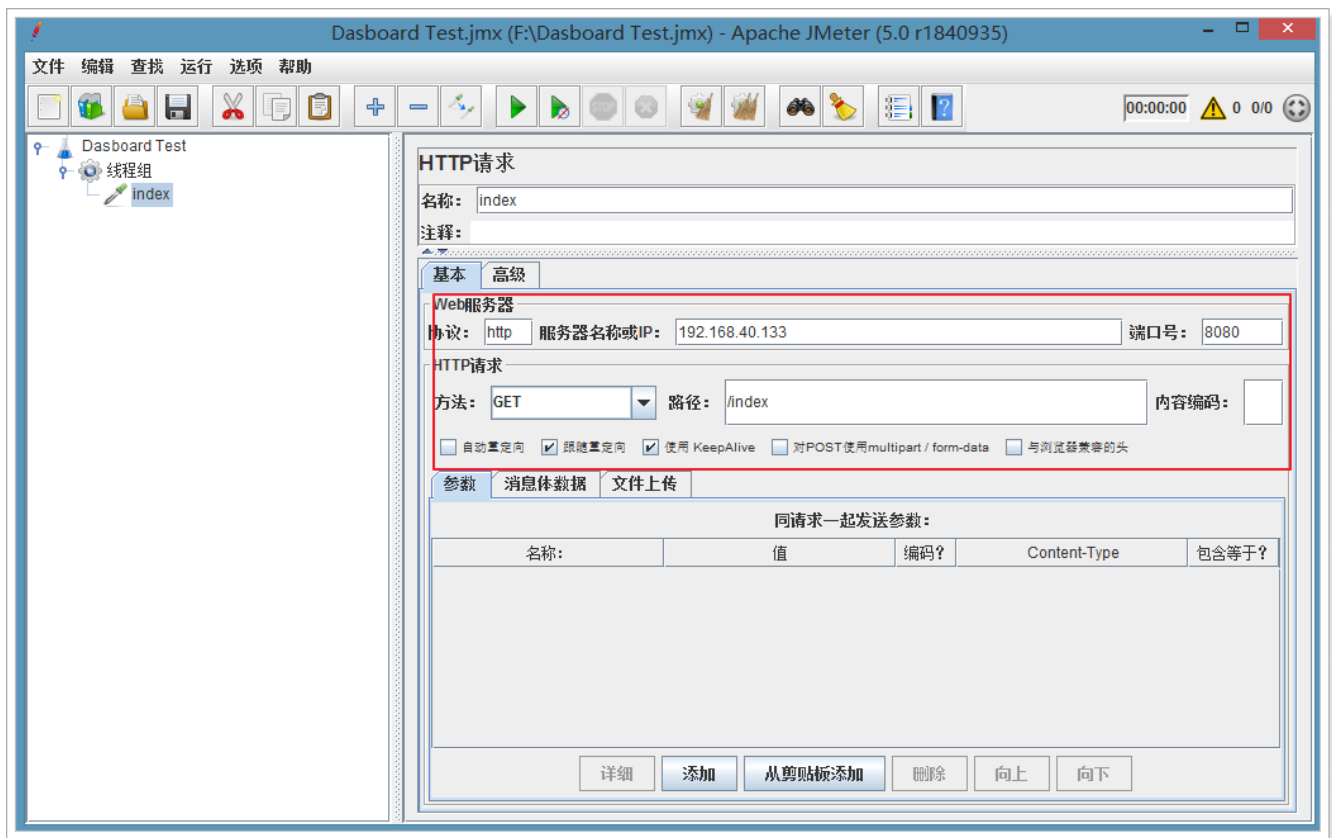 Dasboard Test.jmx (F:\Dasboard Test.jmx) - Apache JMeter (5.0 r1840935)
文件 编辑 查找 运行 选项 帮助
STOP ? 00:00:00 0 0/0
Dasboard Test
线程组
index
HTTP请求
名称： index
注释：
基本 高级
Web服务器
协议： http 服务器名称或IP： 192.168.40.133 端口号： 8080
HTTP请求
方法： GET 路径： /index 内容编码：
自动重定向 跟随重定向 使用 KeepAlive 对POST使用multipart / form-data 与浏览器兼容的头
参数 消息体数据 文件上传
同请求一起发送参数：
名称： 值 编码？ Content-Type 包含等于？
详细 添加 从剪贴板添加 删除 向上 向下